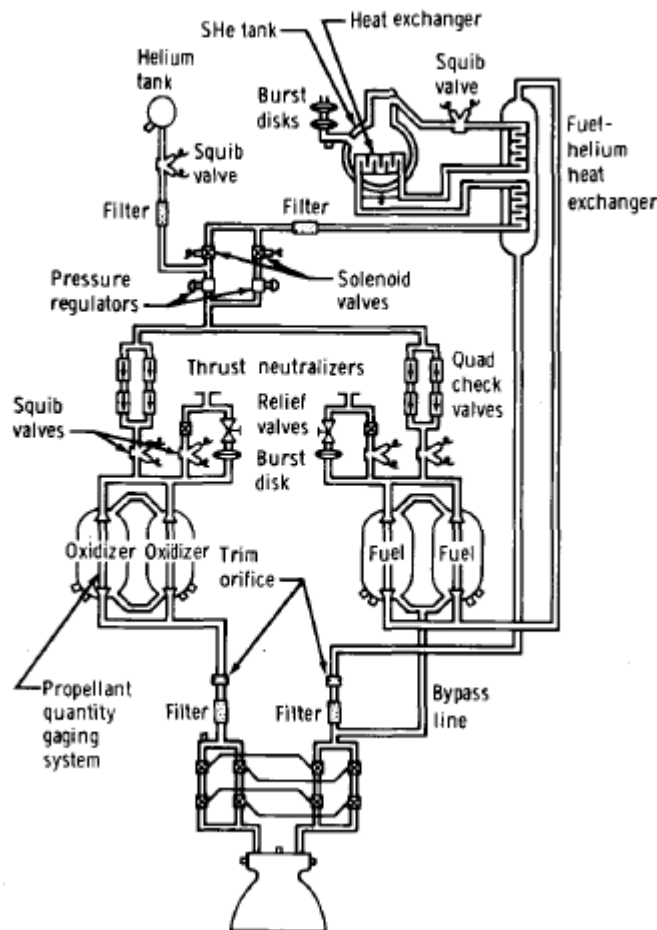 Heat exchanger
SHe tank
Helium
tank
Squib
valve
Burst
disks
Fuel-
helium
heat
exchanger
Squib
valve
Filter
Filter
Pressure
regulators
Solenoid
valves
Thrust neutralizers
Quad
check
valves
Squib
valves
Relief
valves
Burst
disk
Oxidizer
Oxidizer
Fuel
Fuel
Trim
orifice
Propellant
quantity
gaging
system
Filter
Filter
Bypass
line